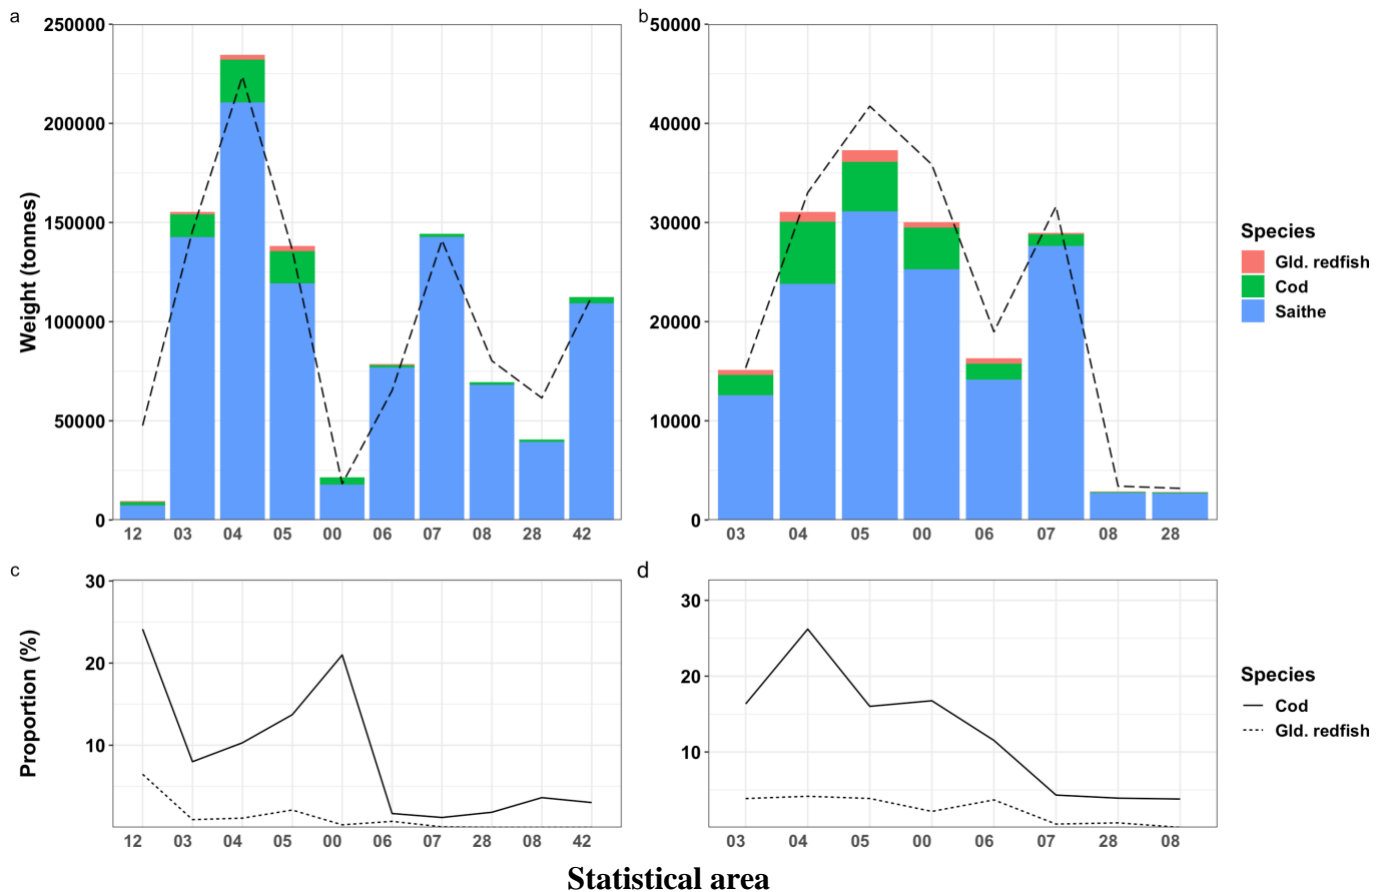 a
b
250000
200000
150000
100000
50000
0
Weight (tonnes)
12 03 04 05 00 06 07 08 28 42
50000
40000
30000
20000
10000
0
03 04 05 00 06 07 08 28
Species
Gld. redfish
Cod
Saithe
c
d
30
20
10
Proportion (%)
12 03 04 05 00 06 07 28 08 42
30
20
10
03 04 05 00 06 07 28 08
Species
Cod
Gld. redfish
Statistical area